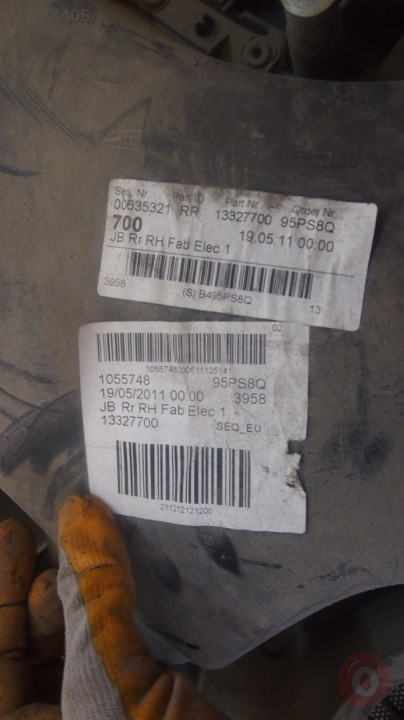 Seq. Nr Part ID Part Nr Order Nr.
00635321 RR 13327700 95PS8Q
700 19.05.11 00:00
JB Rr RH Fab Elec 1
3958 (S) B495PS8Q 13
02
1055748 95PS8Q
19/05/2011 00:00 3958
JB Rr RH Fab Elec 1
13327700 SEQ_EU
211212121200